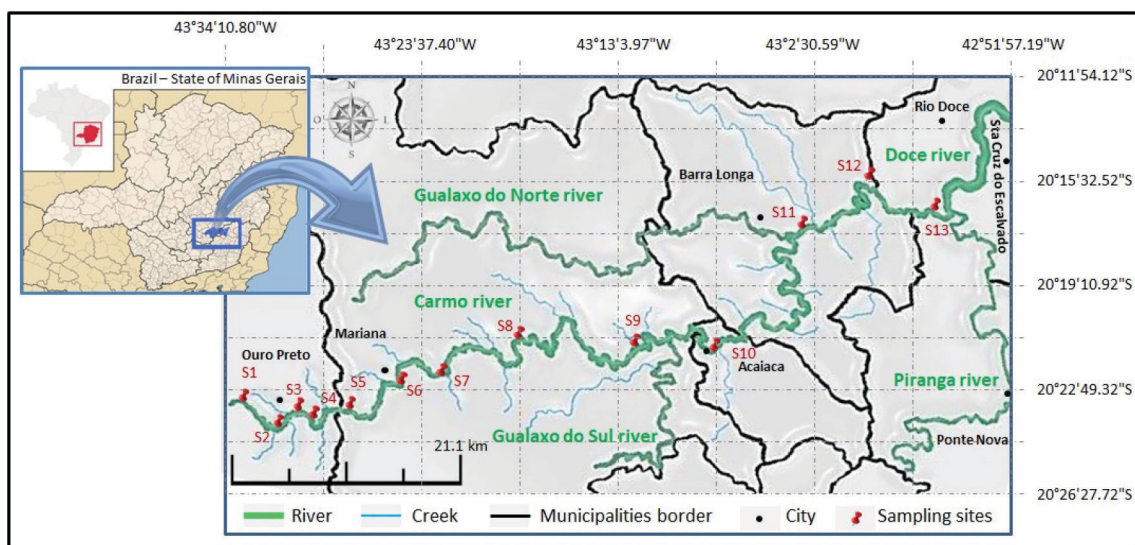 43°34'10.80"W
43°23'37.40"W
43°13'3.97"W
43°2'30.59"W
42°51'57.19"W
Brazil – State of Minas Gerais
20°11'54.12"S
N
O
L
S
Rio Doce
Sta Cruz do Escalvado
Doce river
S12
Barra Longa
20°15'32.52"S
Gualaxo do Norte river
S11
S13
20°19'10.92"S
Carmo river
Mariana
S8
S9
S10
Acaiaca
Ouro Preto
S1
S3
S5
S6
S7
Piranga river
20°22'49.32"S
S2
S4
Gualaxo do Sul river
Ponte Nova
21.1 km
20°26'27.72"S
River
Creek
Municipalities border
City
Sampling sites